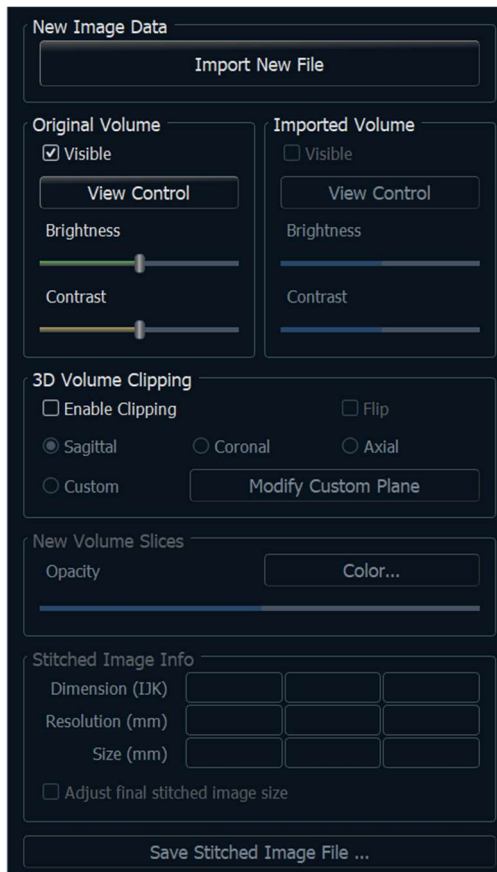 New Image Data
Import New File
Original Volume
Visible
View Control
Brightness
Contrast
Imported Volume
Visible
View Control
Brightness
Contrast
3D Volume Clipping
Enable Clipping
Flip
Sagittal
Coronal
Axial
Custom
Modify Custom Plane
New Volume Slices
Opacity
Color...
Stitched Image Info
Dimension (IJK)
Resolution (mm)
Size (mm)
Adjust final stitched image size
Save Stitched Image File ...